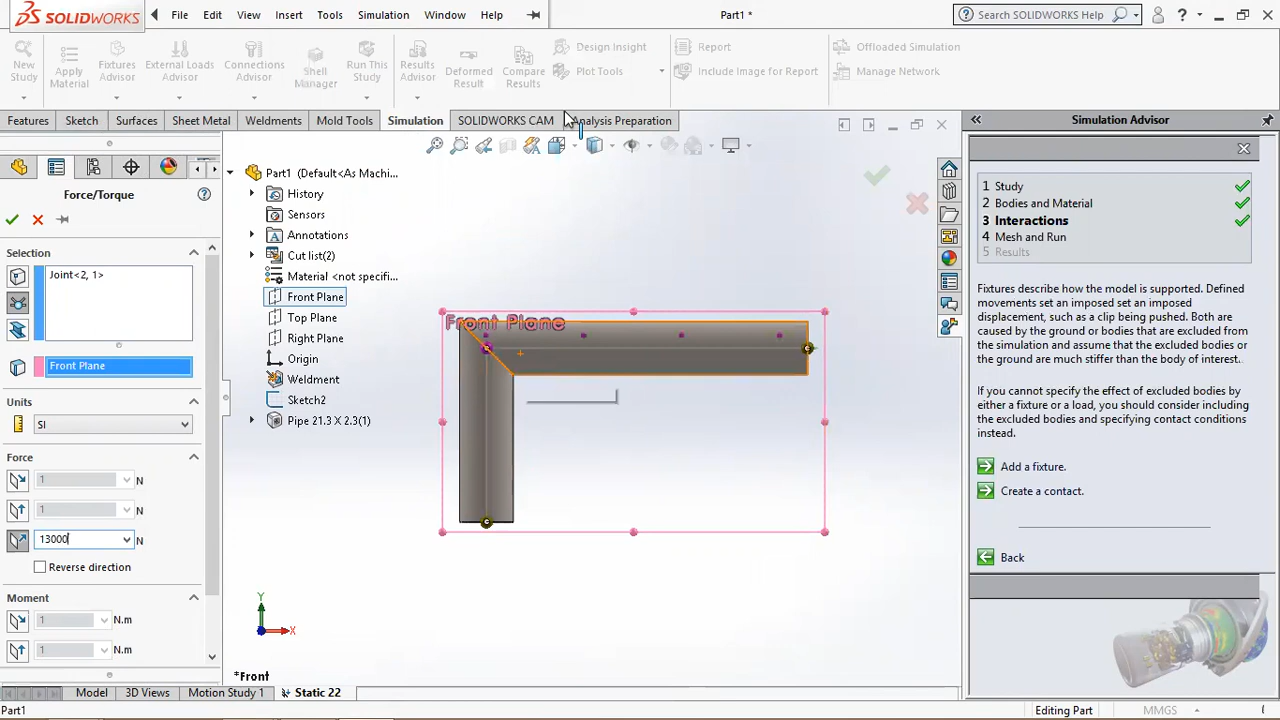 SOLIDWORKS
File
Edit
View
Insert
Tools
Simulation
Window
Help
Part1 *
Search SOLIDWORKS Help
?
New Study
Apply Material
Fixtures Advisor
External Loads Advisor
Connections Advisor
Shell Manager
Run This Study
Results Advisor
Deformed Result
Compare Results
Design Insight
Plot Tools
Report
Include Image for Report
Offloaded Simulation
Manage Network
Features
Sketch
Surfaces
Sheet Metal
Weldments
Mold Tools
Simulation
SOLIDWORKS CAM
Analysis Preparation
Force/Torque
?
Selection
Joint<2, 1>
Front Plane
Units
SI
Force
1 N
1 N
13000 N
Reverse direction
Moment
1 N.m
1 N.m
Part1 (Default<As Machi...
History
Sensors
Annotations
Cut list(2)
Material <not specifi...
Front Plane
Top Plane
Right Plane
Origin
Weldment
Sketch2
Pipe 21.3 X 2.3(1)
Front Plane
Y
X
*Front
Simulation Advisor
1 Study
2 Bodies and Material
3 Interactions
4 Mesh and Run
5 Results
Fixtures describe how the model is supported. Defined
movements set an imposed set an imposed
displacement, such as a clip being pushed. Both are
caused by the ground or bodies that are excluded from
the simulation and assume that the excluded bodies or
the ground are much stiffer than the body of interest.
If you cannot specify the effect of excluded bodies by
either a fixture or a load, you should consider including
the excluded bodies and specifying contact conditions
instead.
Add a fixture.
Create a contact.
Back
Model
3D Views
Motion Study 1
Static 22
Part1
Editing Part
MMGS